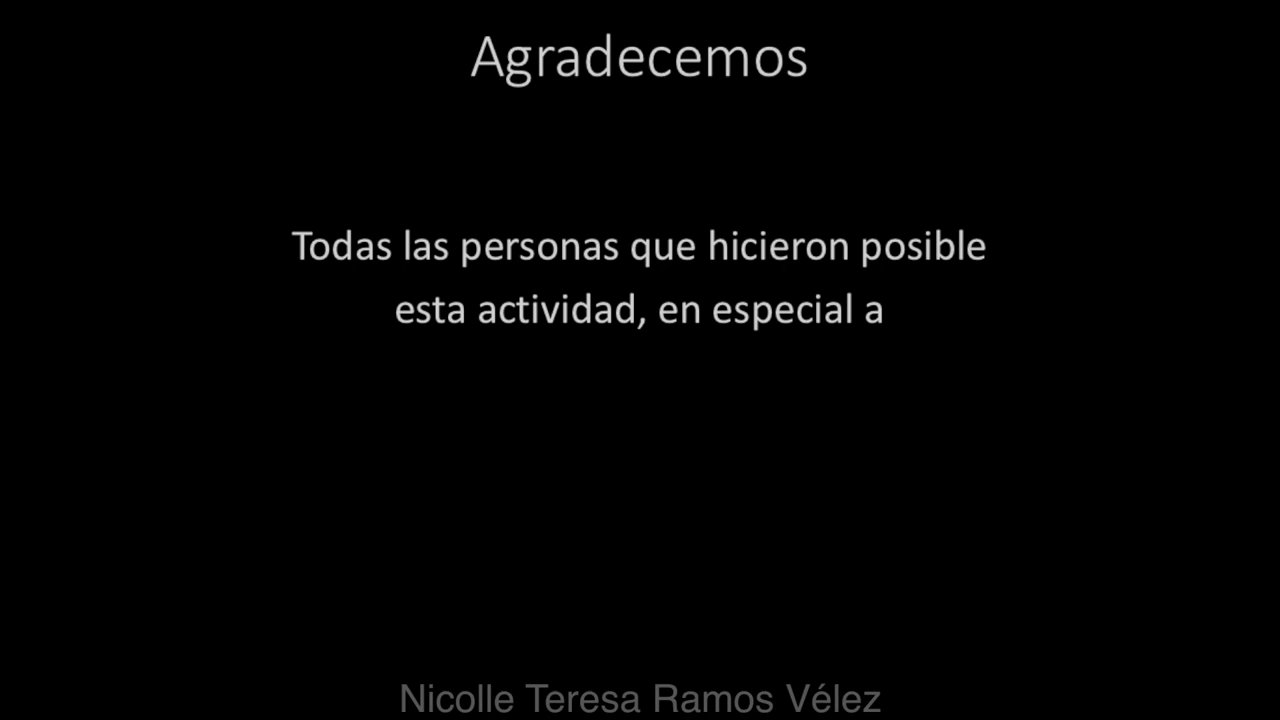 Agradecemos
Todas las personas que hicieron posible
esta actividad, en especial a
Nicolle Teresa Ramos Vélez